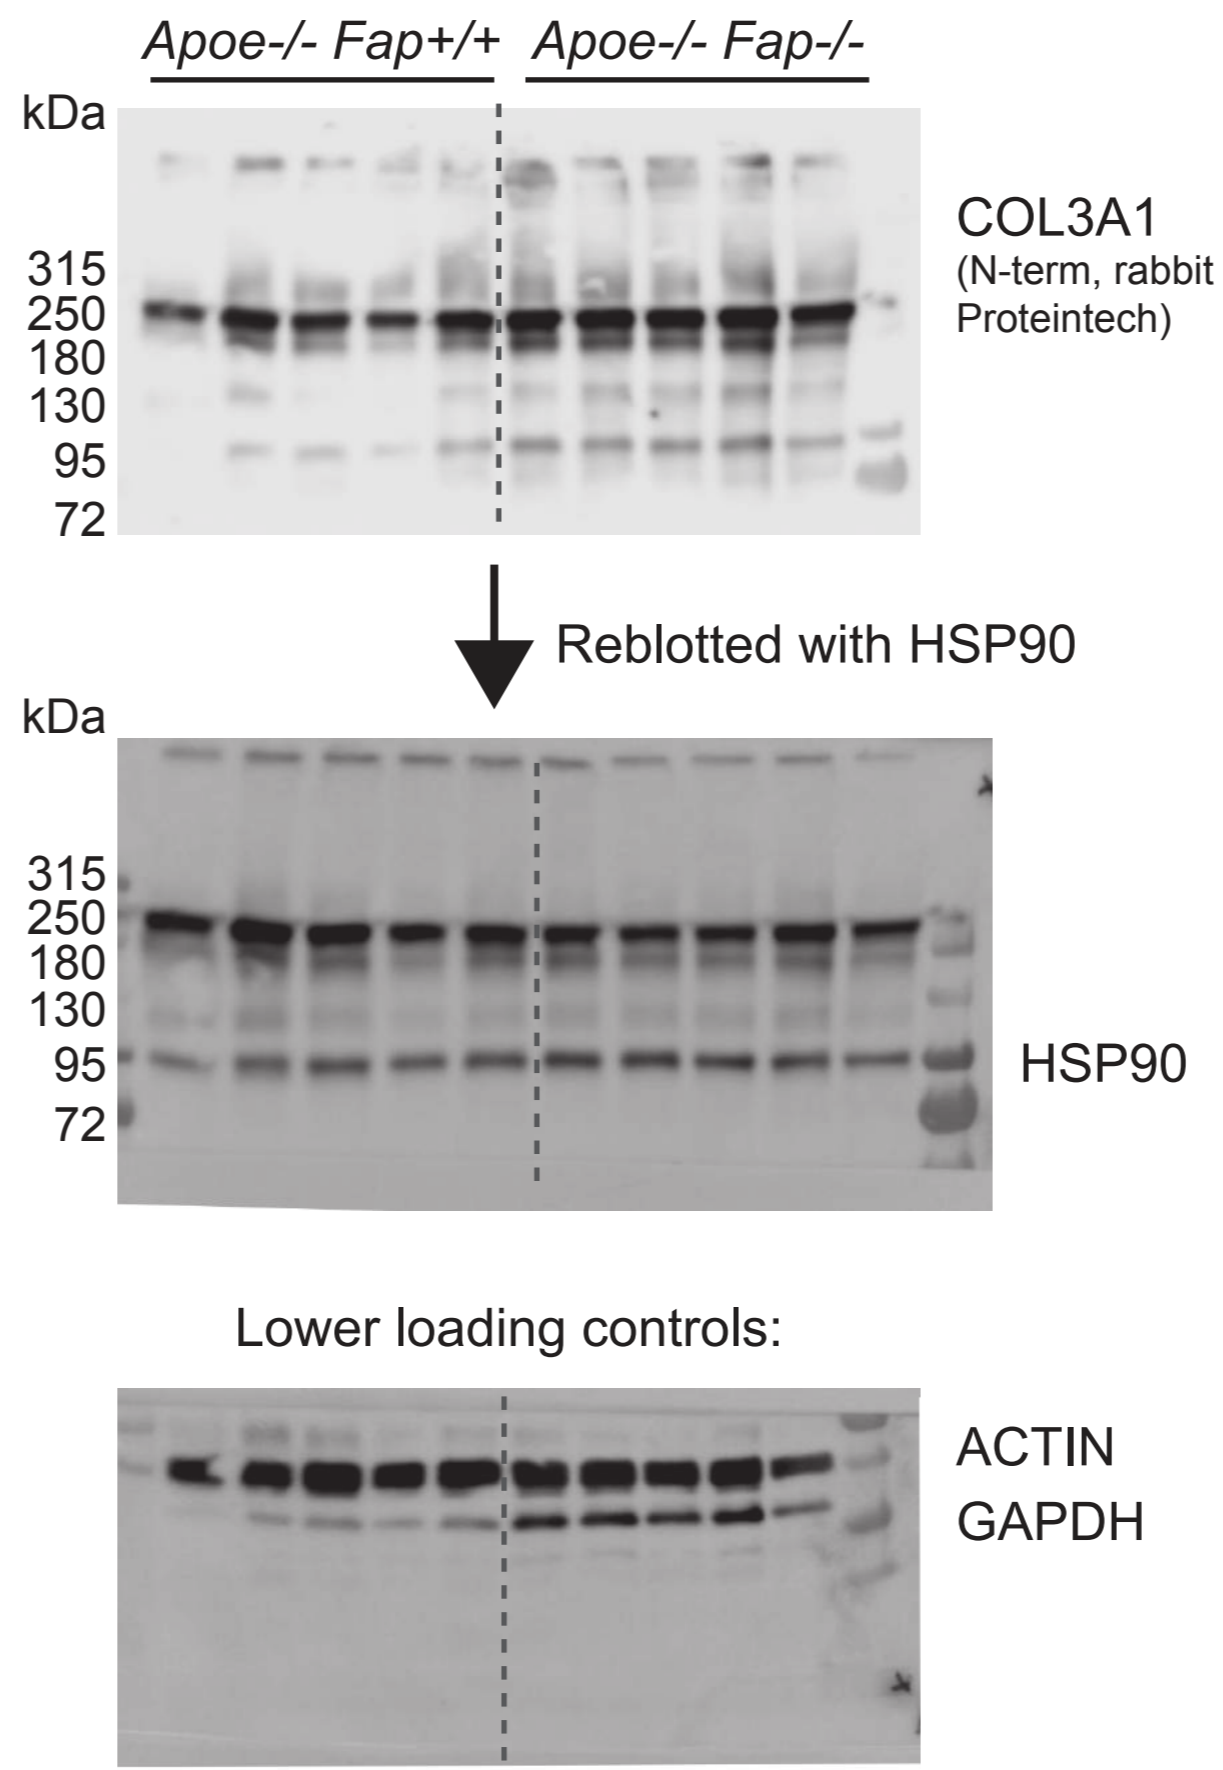 Apoe-/- Fap+/+ Apoe-/- Fap-/-
kDa
315
250
180
130
95
72
COL3A1
(N-term, rabbit
Proteintech)
Reblotted with HSP90
kDa
315
250
180
130
95
72
HSP90
Lower loading controls:
ACTIN
GAPDH